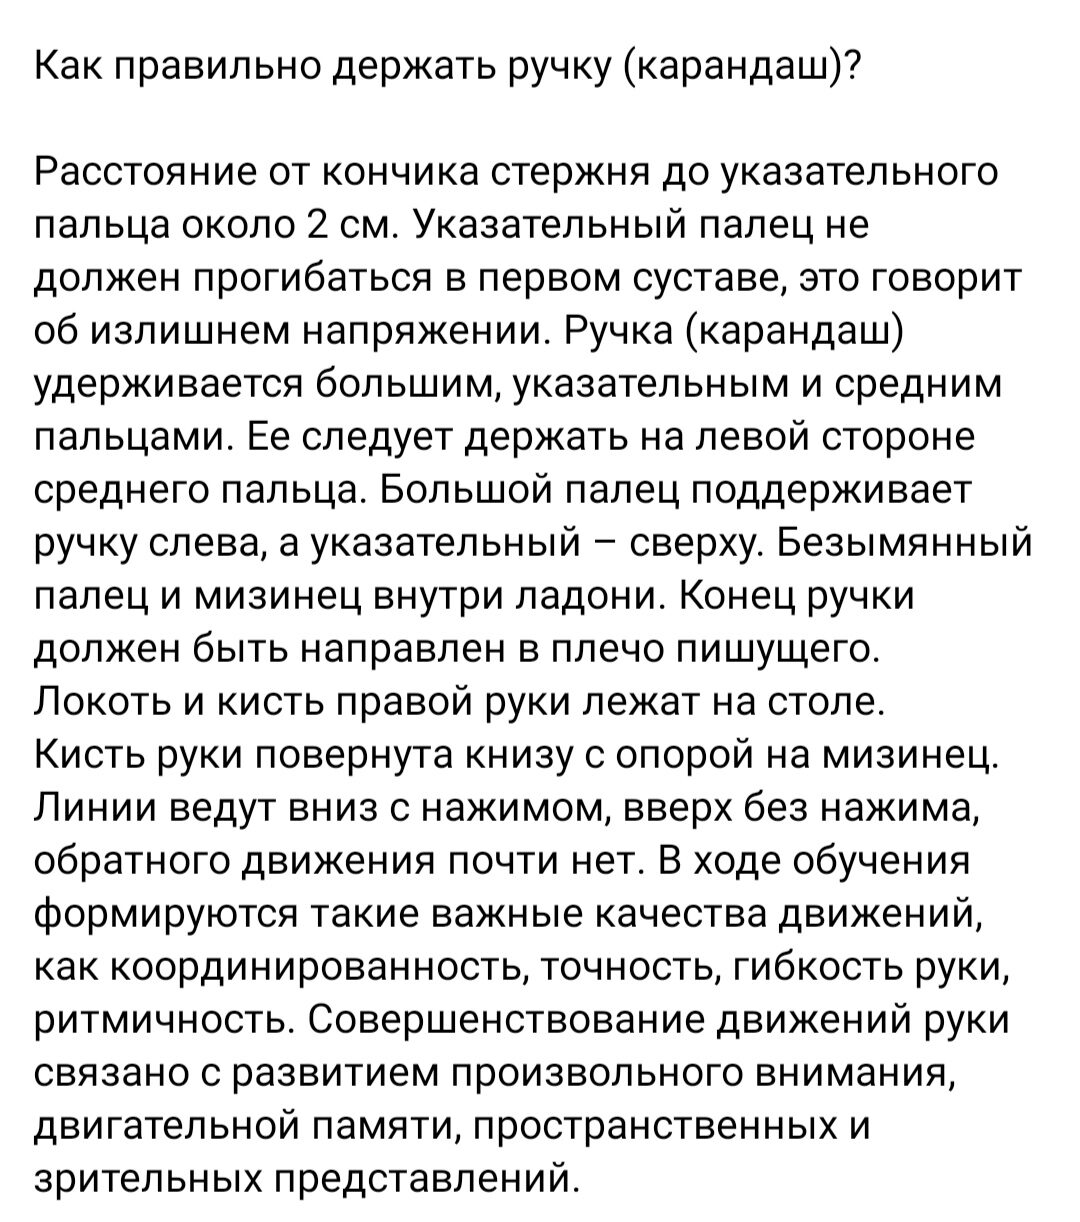 Как правильно держать ручку (карандаш)?
Расстояние от кончика стержня до указательного
пальца около 2 см. Указательный палец не
должен прогибаться в первом суставе, это говорит
об излишнем напряжении. Ручка (карандаш)
удерживается большим, указательным и средним
пальцами. Ее следует держать на левой стороне
среднего пальца. Большой палец поддерживает
ручку слева, а указательный – сверху. Безымянный
палец и мизинец внутри ладони. Конец ручки
должен быть направлен в плечо пишущего.
Локоть и кисть правой руки лежат на столе.
Кисть руки повернута книзу с опорой на мизинец.
Линии ведут вниз с нажимом, вверх без нажима,
обратного движения почти нет. В ходе обучения
формируются такие важные качества движений,
как координированность, точность, гибкость руки,
ритмичность. Совершенствование движений руки
связано с развитием произвольного внимания,
двигательной памяти, пространственных и
зрительных представлений.